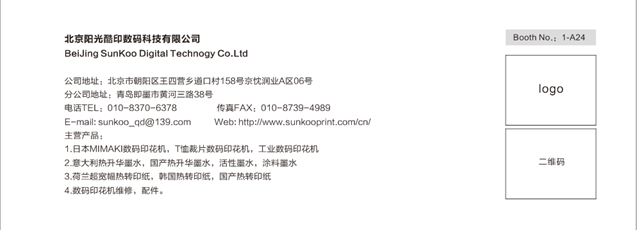 北京阳光酷印数码科技有限公司
BeiJing SunKoo Digital Technogy Co.Ltd
Booth No.：1-A24
公司地址：北京市朝阳区王四营乡道口村158号京忱润业A区06号
分公司地址：青岛即墨市黄河三路38号
电话TEL：010-8370-6378 传真FAX：010-8739-4989
E-mail: sunkoo_qd@139.com Web: http://www.sunkooprint.com/cn/
主营产品：
1.日本MIMAKI数码印花机，T恤裁片数码印花机，工业数码印花机
2.意大利热升华墨水，国产热升华墨水，活性墨水，涂料墨水
3.荷兰超宽幅热转印纸，韩国热转印纸，国产热转印纸
4.数码印花机维修，配件。
logo
二维码